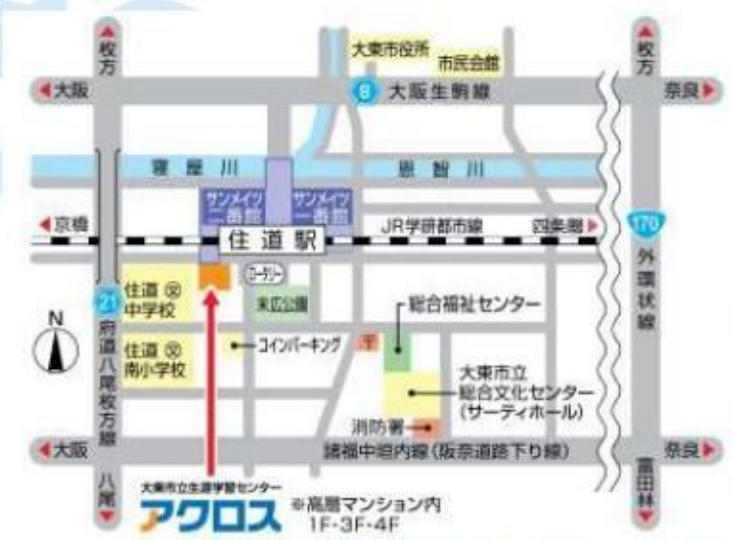 枚方
枚方
大東市役所
市民会館
大阪
8
大阪生駒線
奈良
寝屋川
恩智川
サンメイツ
二番館
サンメイツ
一番館
京橋
住道駅
JR学研都市線
四条畷
170
外環状線
ロータリー
住道 文
中学校
末広公園
21
府道八尾枚方線
総合福祉センター
N
コインパーキング
〒
住道 文
南小学校
大東市立
総合文化センター
(サーティホール)
消防署
大阪
諸福中垣内線(阪奈道路下り線)
奈良
八尾
富田林
大東市立生涯学習センター
アクロス
※高層マンション内
1F・3F・4F